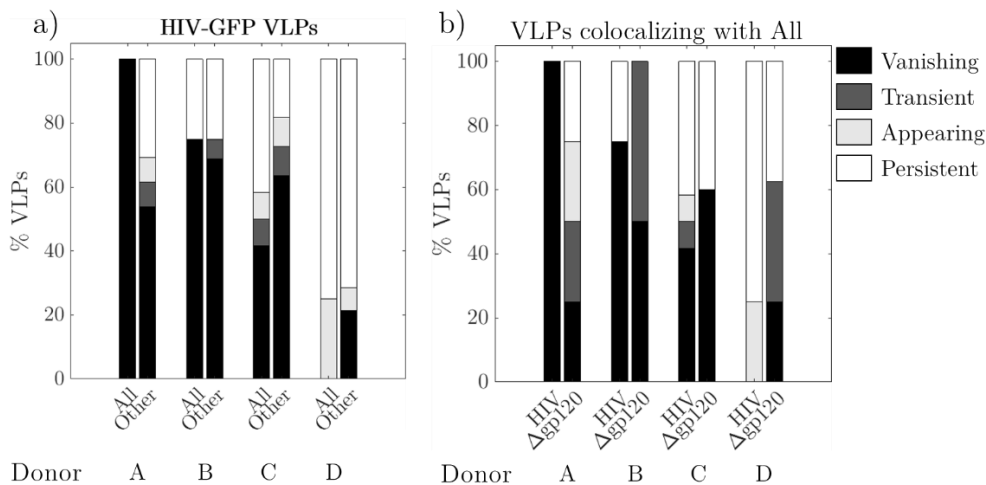 a)
HIV-GFP VLPs
100
80
60
40
20
0
% VLPs
All
Other
All
Other
All
Other
All
Other
Donor A B C D
b)
VLPs colocalizing with All
100
80
60
40
20
0
% VLPs
HIV
Δgp120
HIV
Δgp120
HIV
Δgp120
HIV
Δgp120
Donor A B C D
Vanishing
Transient
Appearing
Persistent